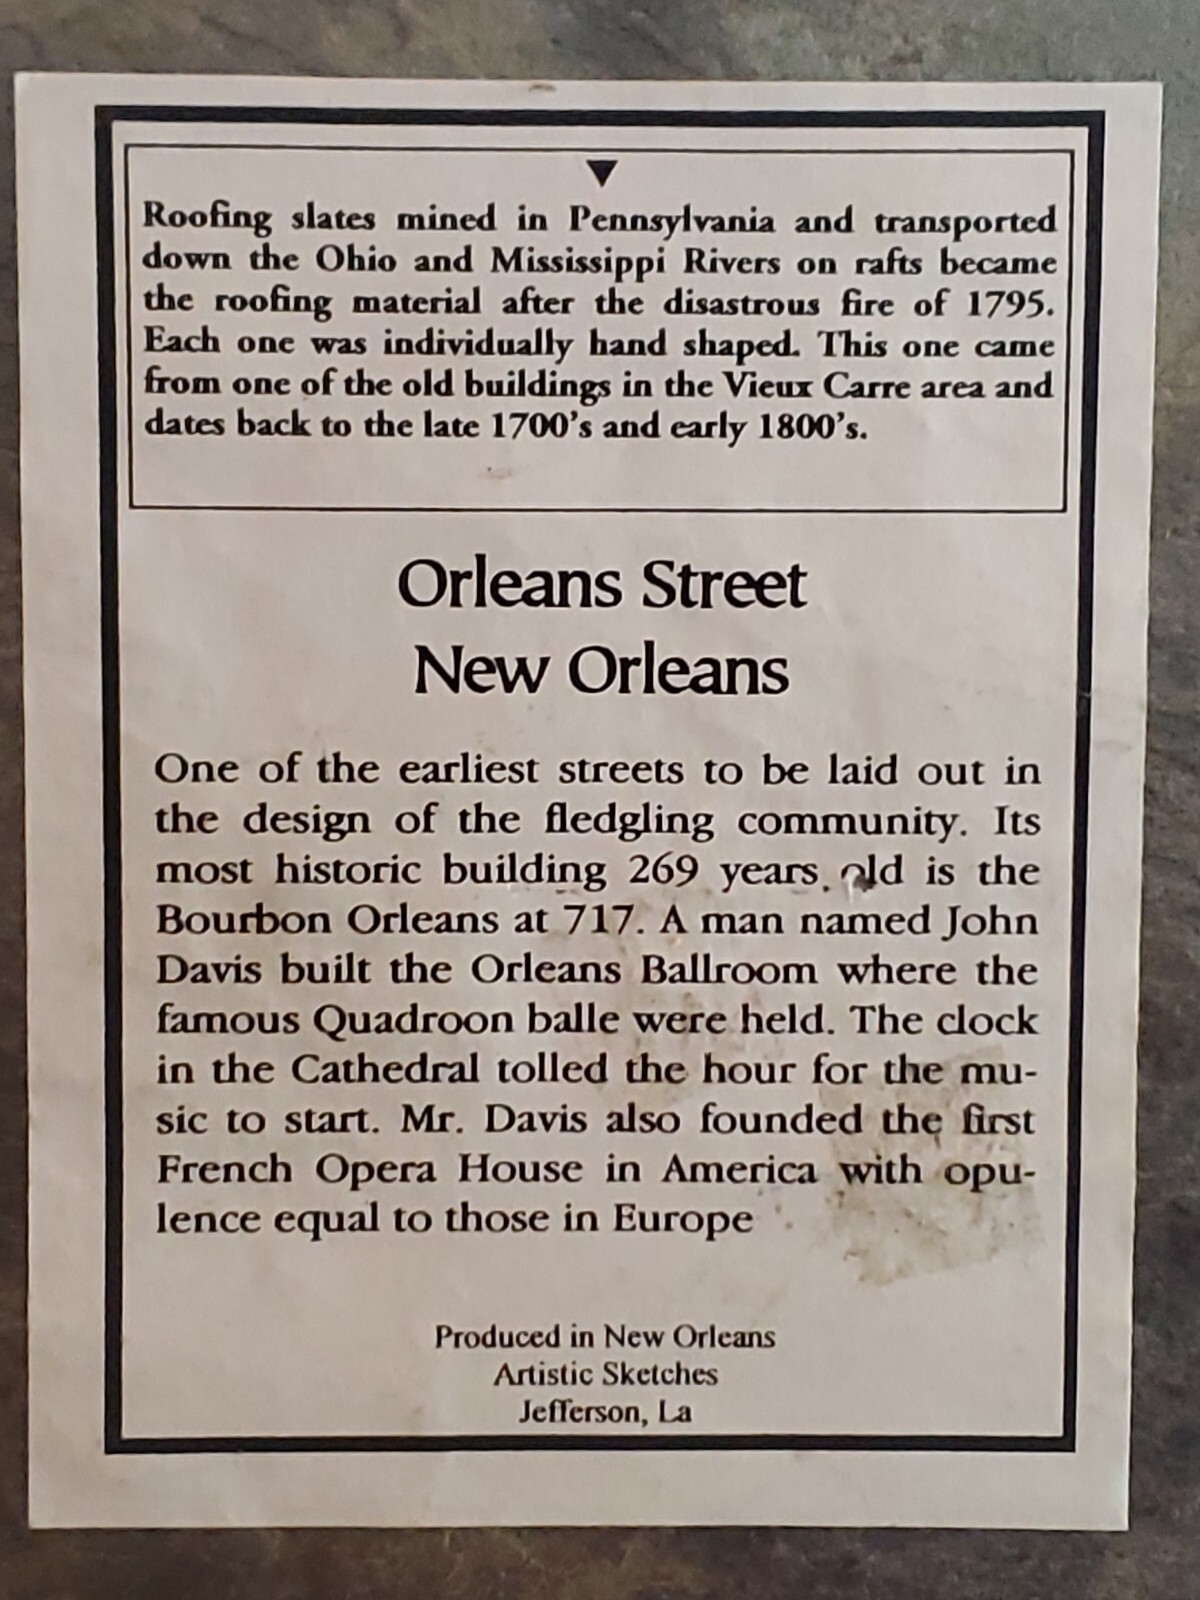 Roofing slates mined in Pennsylvania and transported
down the Ohio and Mississippi Rivers on rafts became
the roofing material after the disastrous fire of 1795.
Each one was individually hand shaped. This one came
from one of the old buildings in the Vieux Carre area and
dates back to the late 1700's and early 1800's.
Orleans Street
New Orleans
One of the earliest streets to be laid out in
the design of the fledgling community. Its
most historic building 269 years old is the
Bourbon Orleans at 717. A man named John
Davis built the Orleans Ballroom where the
famous Quadroon balle were held. The clock
in the Cathedral tolled the hour for the mu-
sic to start. Mr. Davis also founded the first
French Opera House in America with opu-
lence equal to those in Europe
Produced in New Orleans
Artistic Sketches
Jefferson, La